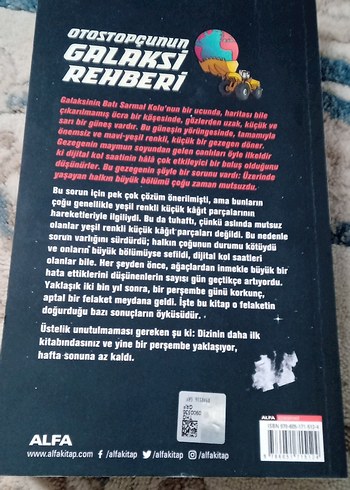 OTOSTOPÇUNUN
GALAKSİ
REHBERİ
Galaksinin Batı Sarmal Kolu'nun bir ucunda, haritası bile
çıkarılmamış ücra bir köşesinde, gözlerden uzak, küçük ve
sarı bir güneş vardır. Bu güneşin yörüngesinde, tamamıyla
önemsiz ve mavi-yeşil renkli, küçük bir gezegen döner.
Gezegenin maymun soyundan gelen canlıları öyle ilkeldir
ki dijital kol saatinin hâlâ çok etkileyici bir buluş olduğunu
düşünürler. Bu gezegenin şöyle bir sorunu vardı: Üzerinde
yaşayan halkın büyük bölümü çoğu zaman mutsuzdu.
Bu sorun için pek çok çözüm önerilmişti, ama bunların
çoğu genellikle yeşil renkli küçük kâğıt parçalarının
hareketleriyle ilgiliydi. Bu da tuhaftı, çünkü aslında mutsuz
olanlar yeşil renkli küçük kâğıt parçaları değildi. Bu nedenle
sorun varlığını sürdürdü; halkın çoğunun durumu kötüydü
ve onların büyük bölümüyse sefildi, dijital kol saatleri
olanlar bile. Her şeyden önce, ağaçlardan inmekle büyük bir
hata ettiklerini düşünenlerin sayısı gün geçtikçe artıyordu.
Yaklaşık iki bin yıl sonra, bir perşembe günü korkunç,
aptal bir felaket meydana geldi. İşte bu kitap o felaketin
doğurduğu bazı sonuçların öyküsüdür.
Üstelik unutulmaması gereken şu ki: Dizinin daha ilk
kitabındasınız ve yine bir perşembe yaklaşıyor,
hafta sonuna az kaldı.
ALFA
www.alfakitap.com
/alfakitap
/alfakitap
/alfakitap
ALFA